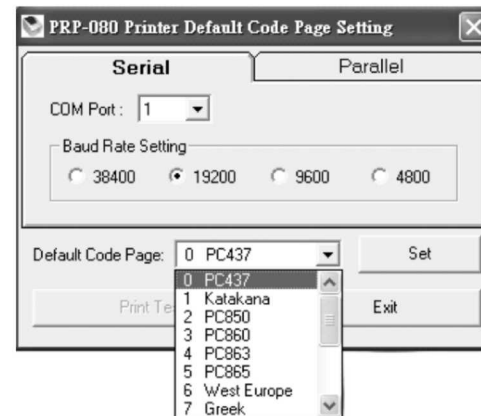 PRP-080 Printer Default Code Page Setting
Serial Parallel
COM Port : 1
Baud Rate Setting
38400 19200 9600 4800
Default Code Page: 0 PC437 Set
0 PC437
Print Exit
1 Katakana
2 PC850
3 PC860
4 PC863
5 PC865
6 West Europe
7 Greek